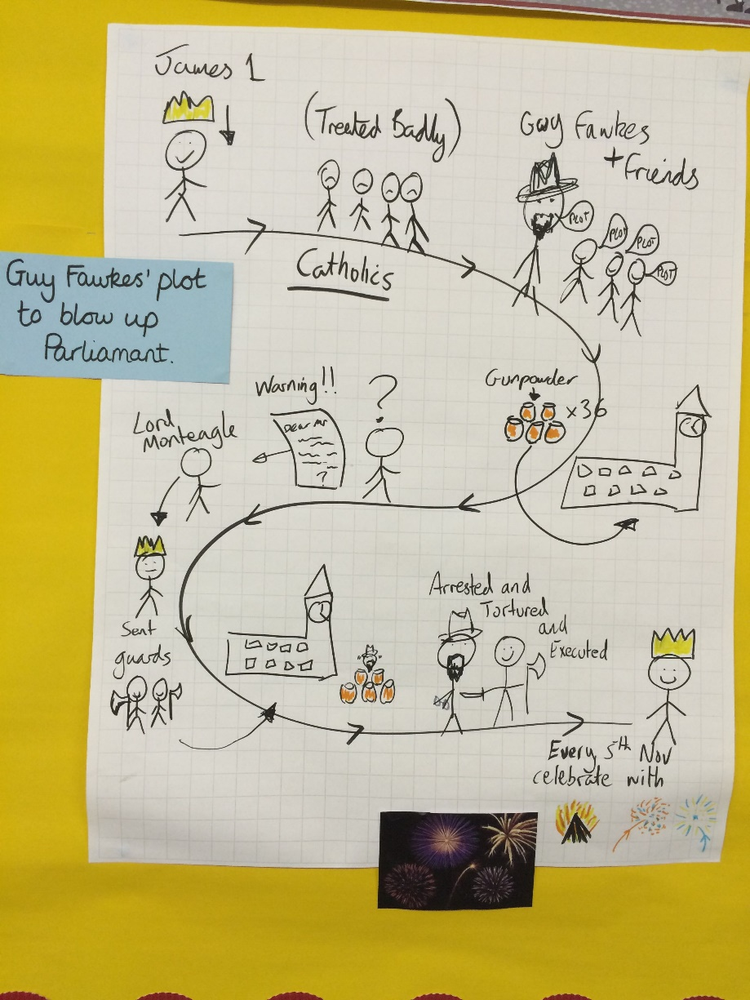 James 1
(Treated Badly)
Guy Fawkes
+ Friends
PLOT
PLOT
PLOT
PLOT
Catholics
Guy Fawkes' plot
to blow up
Parliamant.
Gunpowder
x36
Warning!!
?
Dear Mr
?
Lord
Monteagle
Sent
guards
Arrested and
Tortured
and
Executed
Every 5th Nov
celebrate with